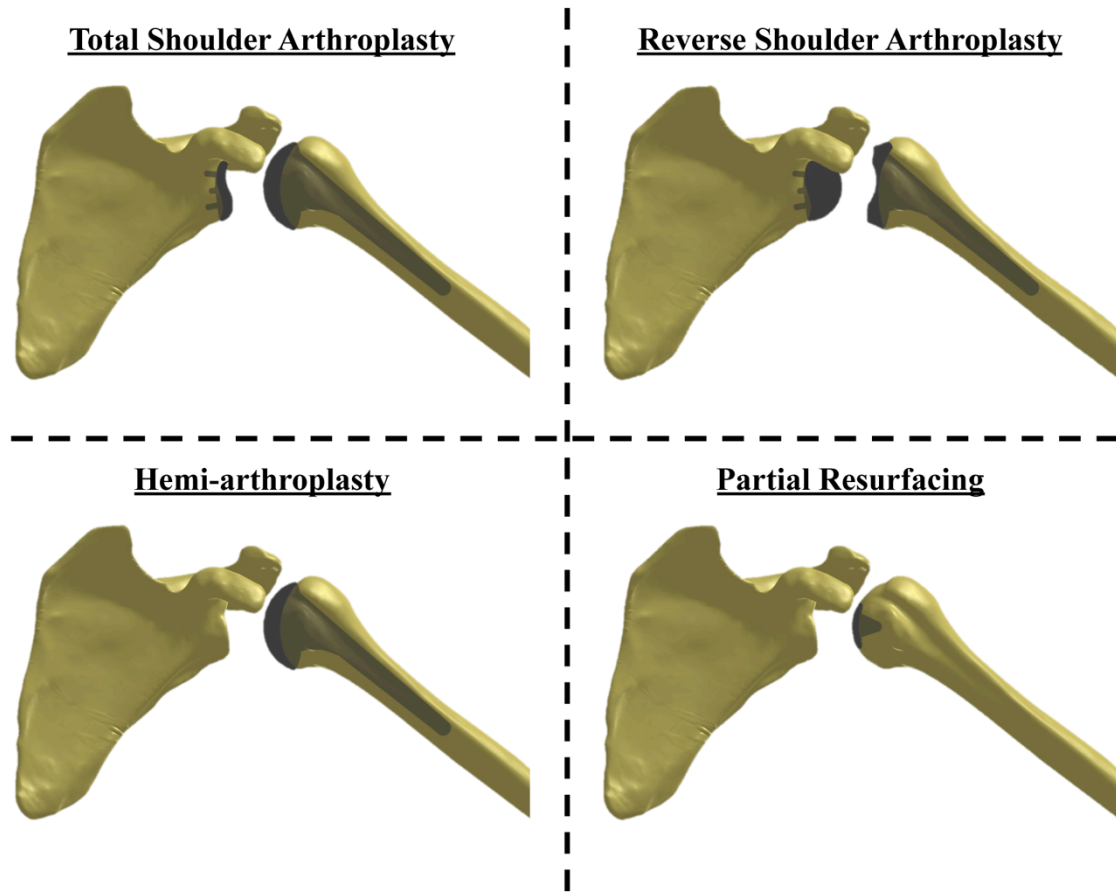 Total Shoulder Arthroplasty
Reverse Shoulder Arthroplasty
Hemi-arthroplasty
Partial Resurfacing